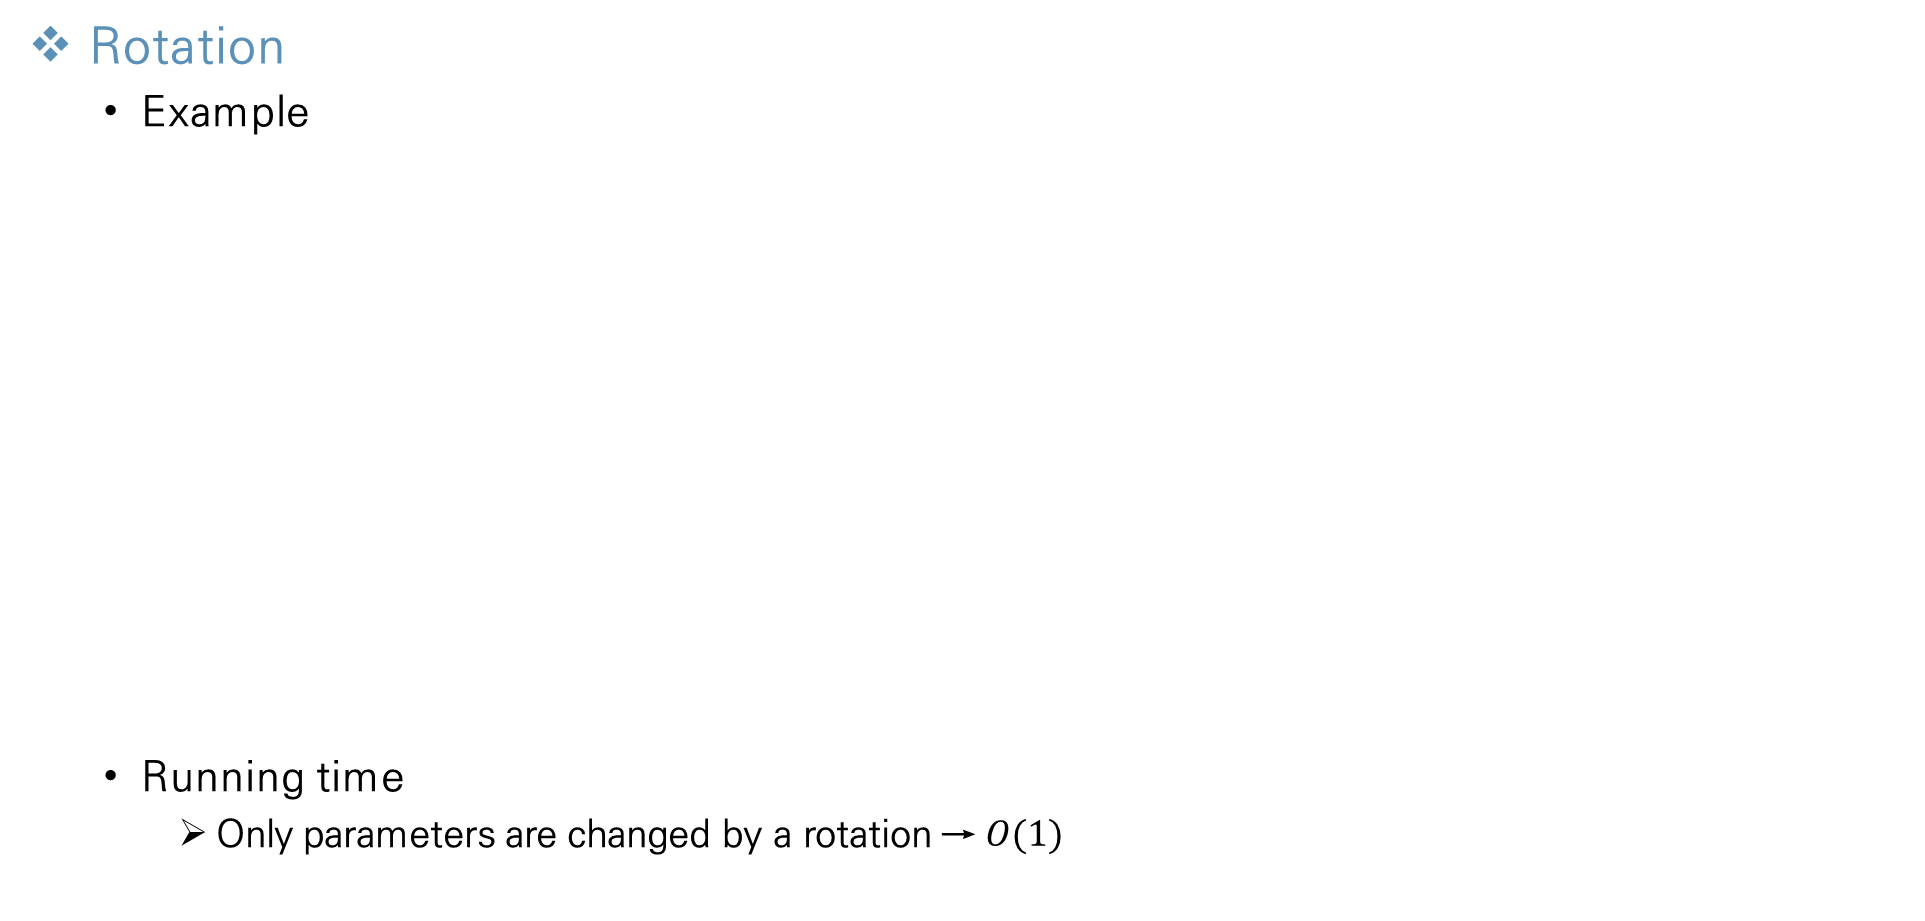 ❖ Rotation
• Example
• Running time
➢ Only parameters are changed by a rotation → O(1)